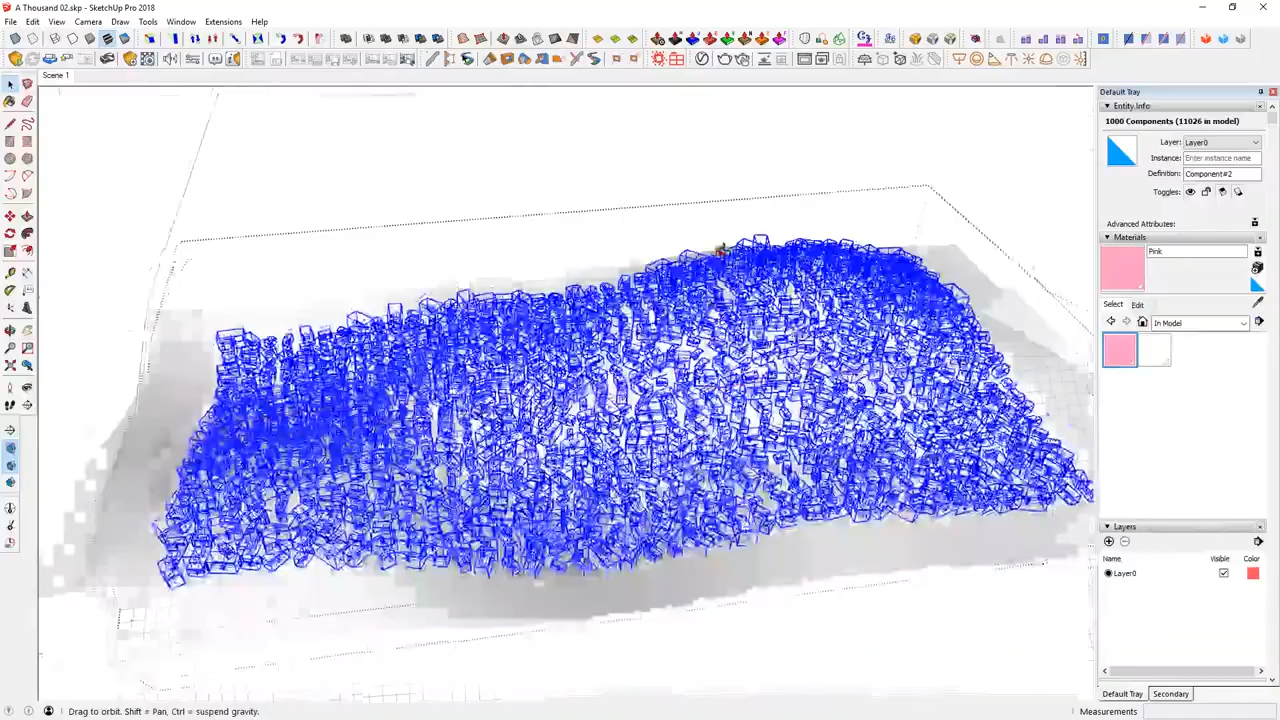 A Thousand 02.skp - SketchUp Pro 2018
File Edit View Camera Draw Tools Window Extensions Help
Scene 1
Default Tray
Entity Info
1000 Components (11026 in model)
Layer: Layer0
Instance: Enter instance name
Definition: Component#2
Toggles:
Advanced Attributes:
Materials
Pink
Select Edit
In Model
Layers
Name Visible Color
Layer0
Default Tray Secondary
Drag to orbit. Shift = Pan, Ctrl = suspend gravity.
Measurements